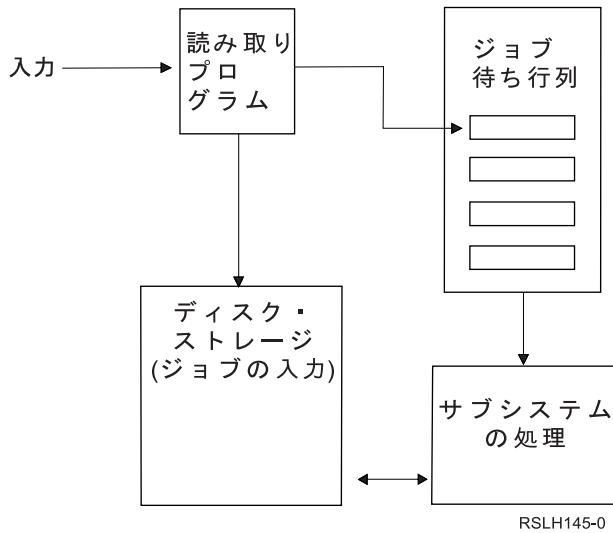 入力
読み取り
プロ
グラム
ジョブ
待ち行列
ディスク・
ストレージ
(ジョブの入力)
サブシステム
の処理
RSLH145-0